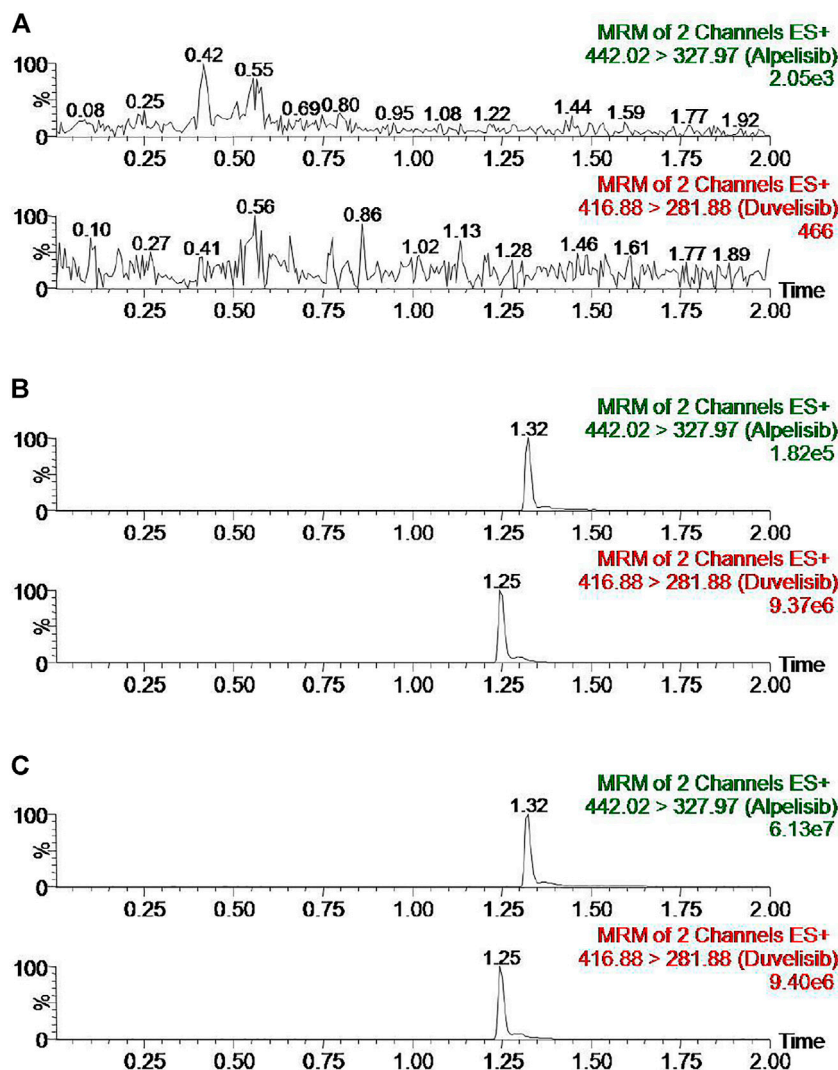 A
MRM of 2 Channels ES+
442.02 > 327.97 (Alpelisib)
2.05e3
100
%
0
0.08 0.25 0.42 0.55 0.69 0.80 0.95 1.08 1.22 1.44 1.59 1.77 1.92
0.25 0.50 0.75 1.00 1.25 1.50 1.75 2.00
MRM of 2 Channels ES+
416.88 > 281.88 (Duvelisib)
466
100
%
0
0.10 0.27 0.41 0.56 0.86 1.02 1.13 1.28 1.46 1.61 1.77 1.89
Time
0.25 0.50 0.75 1.00 1.25 1.50 1.75 2.00
B
MRM of 2 Channels ES+
442.02 > 327.97 (Alpelisib)
1.82e5
1.32
100
%
0
0.25 0.50 0.75 1.00 1.25 1.50 1.75 2.00
MRM of 2 Channels ES+
416.88 > 281.88 (Duvelisib)
9.37e6
1.25
100
%
0
Time
0.25 0.50 0.75 1.00 1.25 1.50 1.75 2.00
C
MRM of 2 Channels ES+
442.02 > 327.97 (Alpelisib)
6.13e7
1.32
100
%
0
0.25 0.50 0.75 1.00 1.25 1.50 1.75 2.00
MRM of 2 Channels ES+
416.88 > 281.88 (Duvelisib)
9.40e6
1.25
100
%
0
Time
0.25 0.50 0.75 1.00 1.25 1.50 1.75 2.00